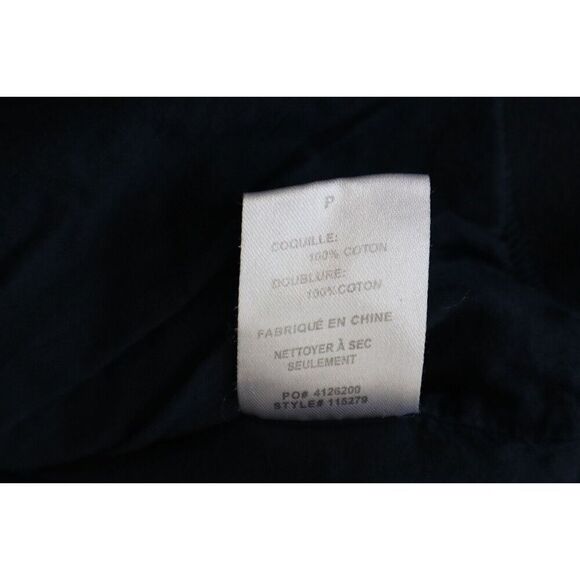 P
COQUILLE:
100% COTON
DOUBLURE:
100%COTON
FABRIQUÉ EN CHINE
NETTOYER À SEC
SEULEMENT
PO# 4126200
STYLE# 115279